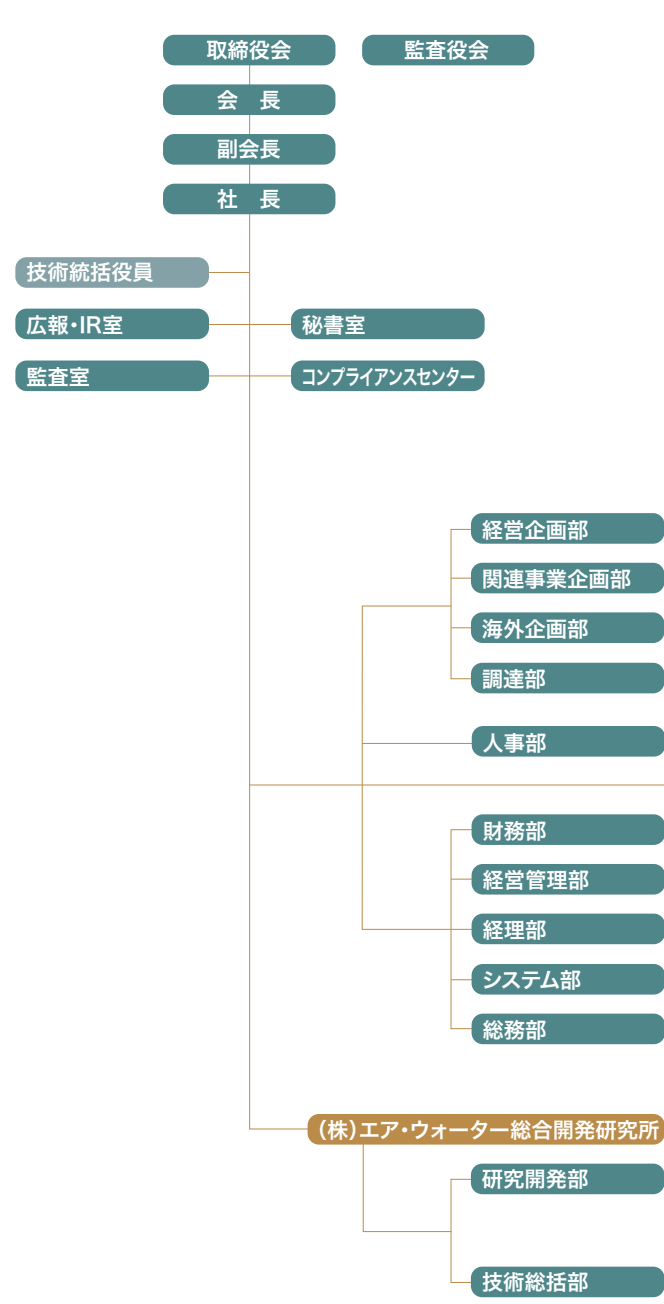 取締役会
監査役会
会　長
副会長
社　長
技術統括役員
広報・IR室
秘書室
監査室
コンプライアンスセンター
経営企画部
関連事業企画部
海外企画部
調達部
人事部
財務部
経営管理部
経理部
システム部
総務部
（株）エア・ウォーター総合開発研究所
研究開発部
技術総括部